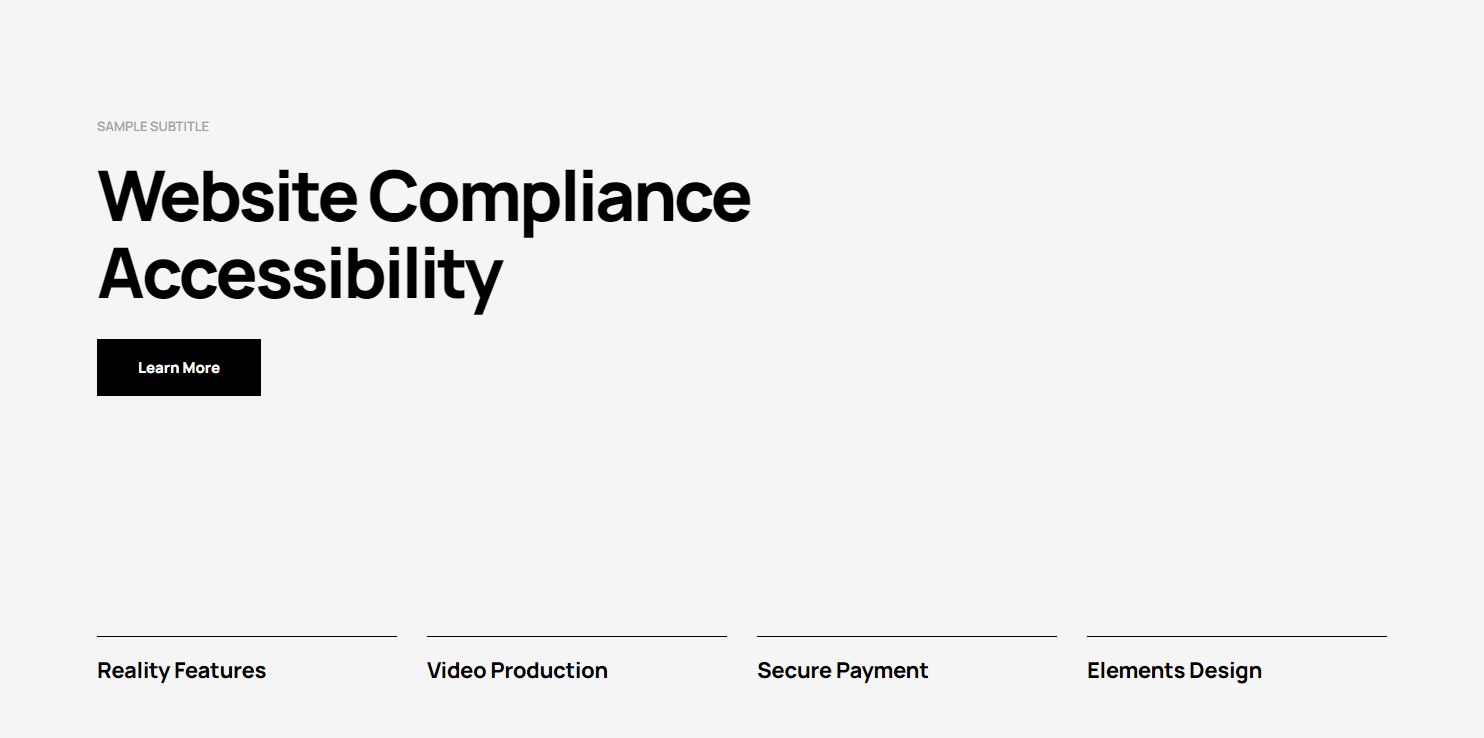 SAMPLE SUBTITLE
Website Compliance
Accessibility
Learn More
Reality Features
Video Production
Secure Payment
Elements Design